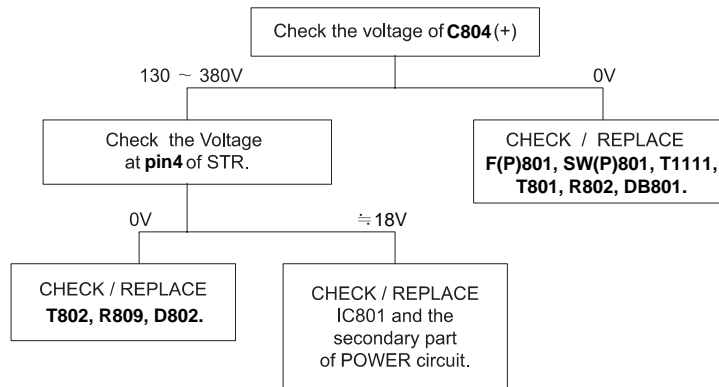 Check the voltage of C804 (+)
130 ~ 380V
0V
Check the Voltage
at pin4 of STR.
CHECK / REPLACE
F(P)801, SW(P)801, T1111,
T801, R802, DB801.
0V
≒18V
CHECK / REPLACE
T802, R809, D802.
CHECK / REPLACE
IC801 and the
secondary part
of POWER circuit.